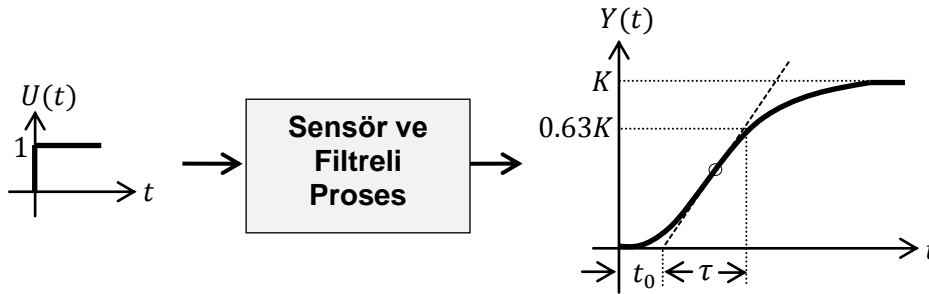 U(t)
1
t
Sensör ve
Filtreli
Proses
Y(t)
K
0.63K
t₀
τ
t